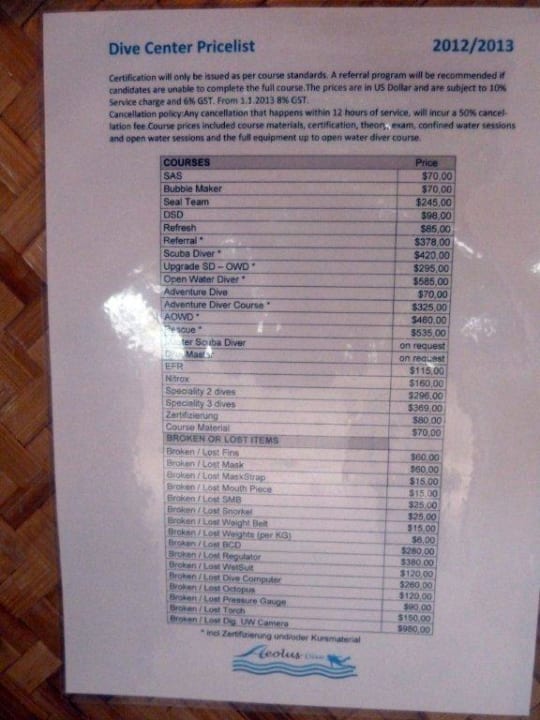 Dive Center Pricelist 2012/2013
Certification will only be issued as per course standards. A referral program will be recommended if
candidates are unable to complete the full course.The prices are in US Dollar and are subject to 10%
Service charge and 6% GST. From 1.1.2013 8% GST.
Cancellation policy:Any cancellation that happens within 12 hours of service, will incur a 50% cancel-
lation fee.Course prices included course materials, certification, theory, exam, confined water sessions
and open water sessions and the full equipment up to open water diver course.
COURSES Price
SAS $70,00
Bubble Maker $70,00
Seal Team $245,00
DSD $98,00
Refresh $85,00
Referral * $378,00
Scuba Diver * $420,00
Upgrade SD – OWD * $295,00
Open Water Diver * $585,00
Adventure Dive $70,00
Adventure Diver Course * $325,00
AOWD * $460,00
Rescue * $535,00
Master Scuba Diver on request
Dive Master on request
EFR $115,00
Nitrox $160,00
Speciality 2 dives $296,00
Speciality 3 dives $369,00
Zertifizierung $80,00
Course Material $70,00
BROKEN OR LOST ITEMS
Broken / Lost Fins $60,00
Broken / Lost Mask $60,00
Broken / Lost MaskStrap $15,00
Broken / Lost Mouth Piece $15,00
Broken / Lost SMB $25,00
Broken / Lost Snorkel $25,00
Broken / Lost Weight Belt $15,00
Broken / Lost Weights (per KG) $6,00
Broken / Lost BCD $280,00
Broken / Lost Regulator $380,00
Broken / Lost WetSuit $120,00
Broken / Lost Dive Computer $260,00
Broken / Lost Octopus $120,00
Broken / Lost Pressure Gauge $90,00
Broken / Lost Torch $150,00
Broken / Lost Dig. UW Camera $980,00
* incl Zertifizierung und/oder Kursmaterial
Aeolus Dive